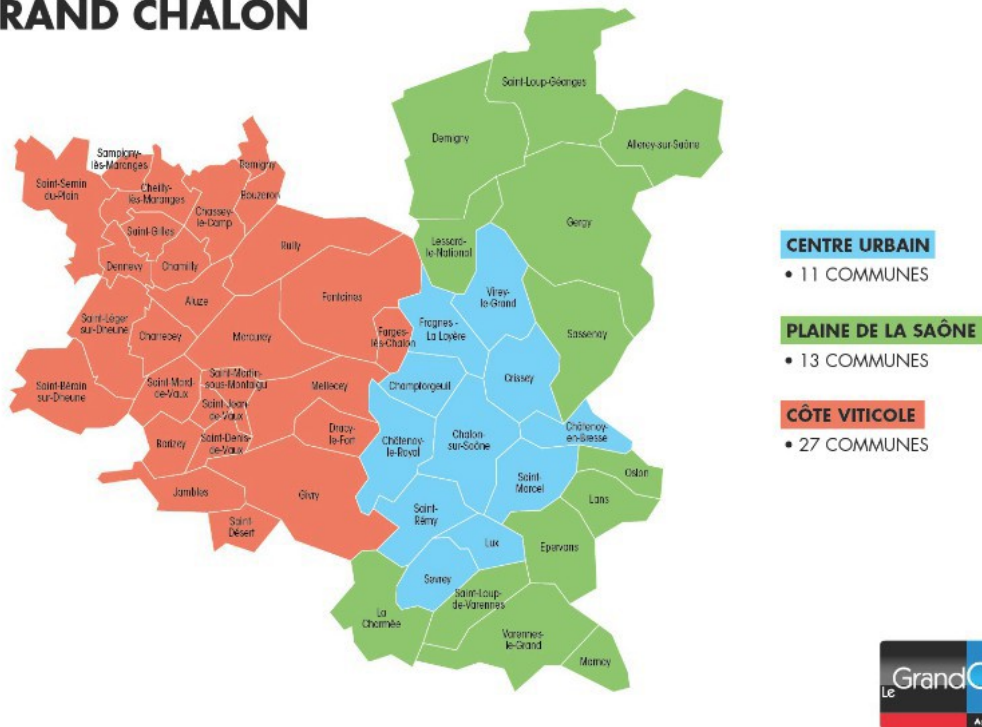 RAND CHALON
Saint-Loup-Géanges
Demigny
Allerey-sur-Saône
Sampigny-
lès-Maranges
Remigny
Saint-Sernin
du-Plain
Cheilly-
lès-Maranges
Bouzeron
Chassey-
le-Camp
Saint-Gilles
Gergy
Rully
Lessard-
le-National
Dennevy
Chamilly
CENTRE URBAIN
• 11 COMMUNES
Aluze
Fontaines
Virey-
le-Grand
Saint-Léger
sur-Dheune
Charrecey
Mercurey
Farges-
lès-Chalon
Fragnes -
La Loyère
Sassenay
PLAINE DE LA SAÔNE
• 13 COMMUNES
Saint-Bérain
sur-Dheune
Saint-Mard-
de-Vaux
Saint-Martin-
sous-Montaigu
Mellecey
Champforgeuil
Crissey
Saint-Jean-
de-Vaux
CÔTE VITICOLE
• 27 COMMUNES
Barizey
Saint-Denis-
de-Vaux
Dracy-
le-Fort
Châtenoy-
le-Royal
Chalon-
sur-Saône
Châtenoy-
en-Bresse
Oslon
Jambles
Givry
Saint-
Marcel
Lans
Saint-
Désert
Saint-
Rémy
Lux
Epervans
Sevrey
Saint-Loup-
de-Varennes
La
Charmée
Varennes-
le-Grand
Marnay
Le GrandC